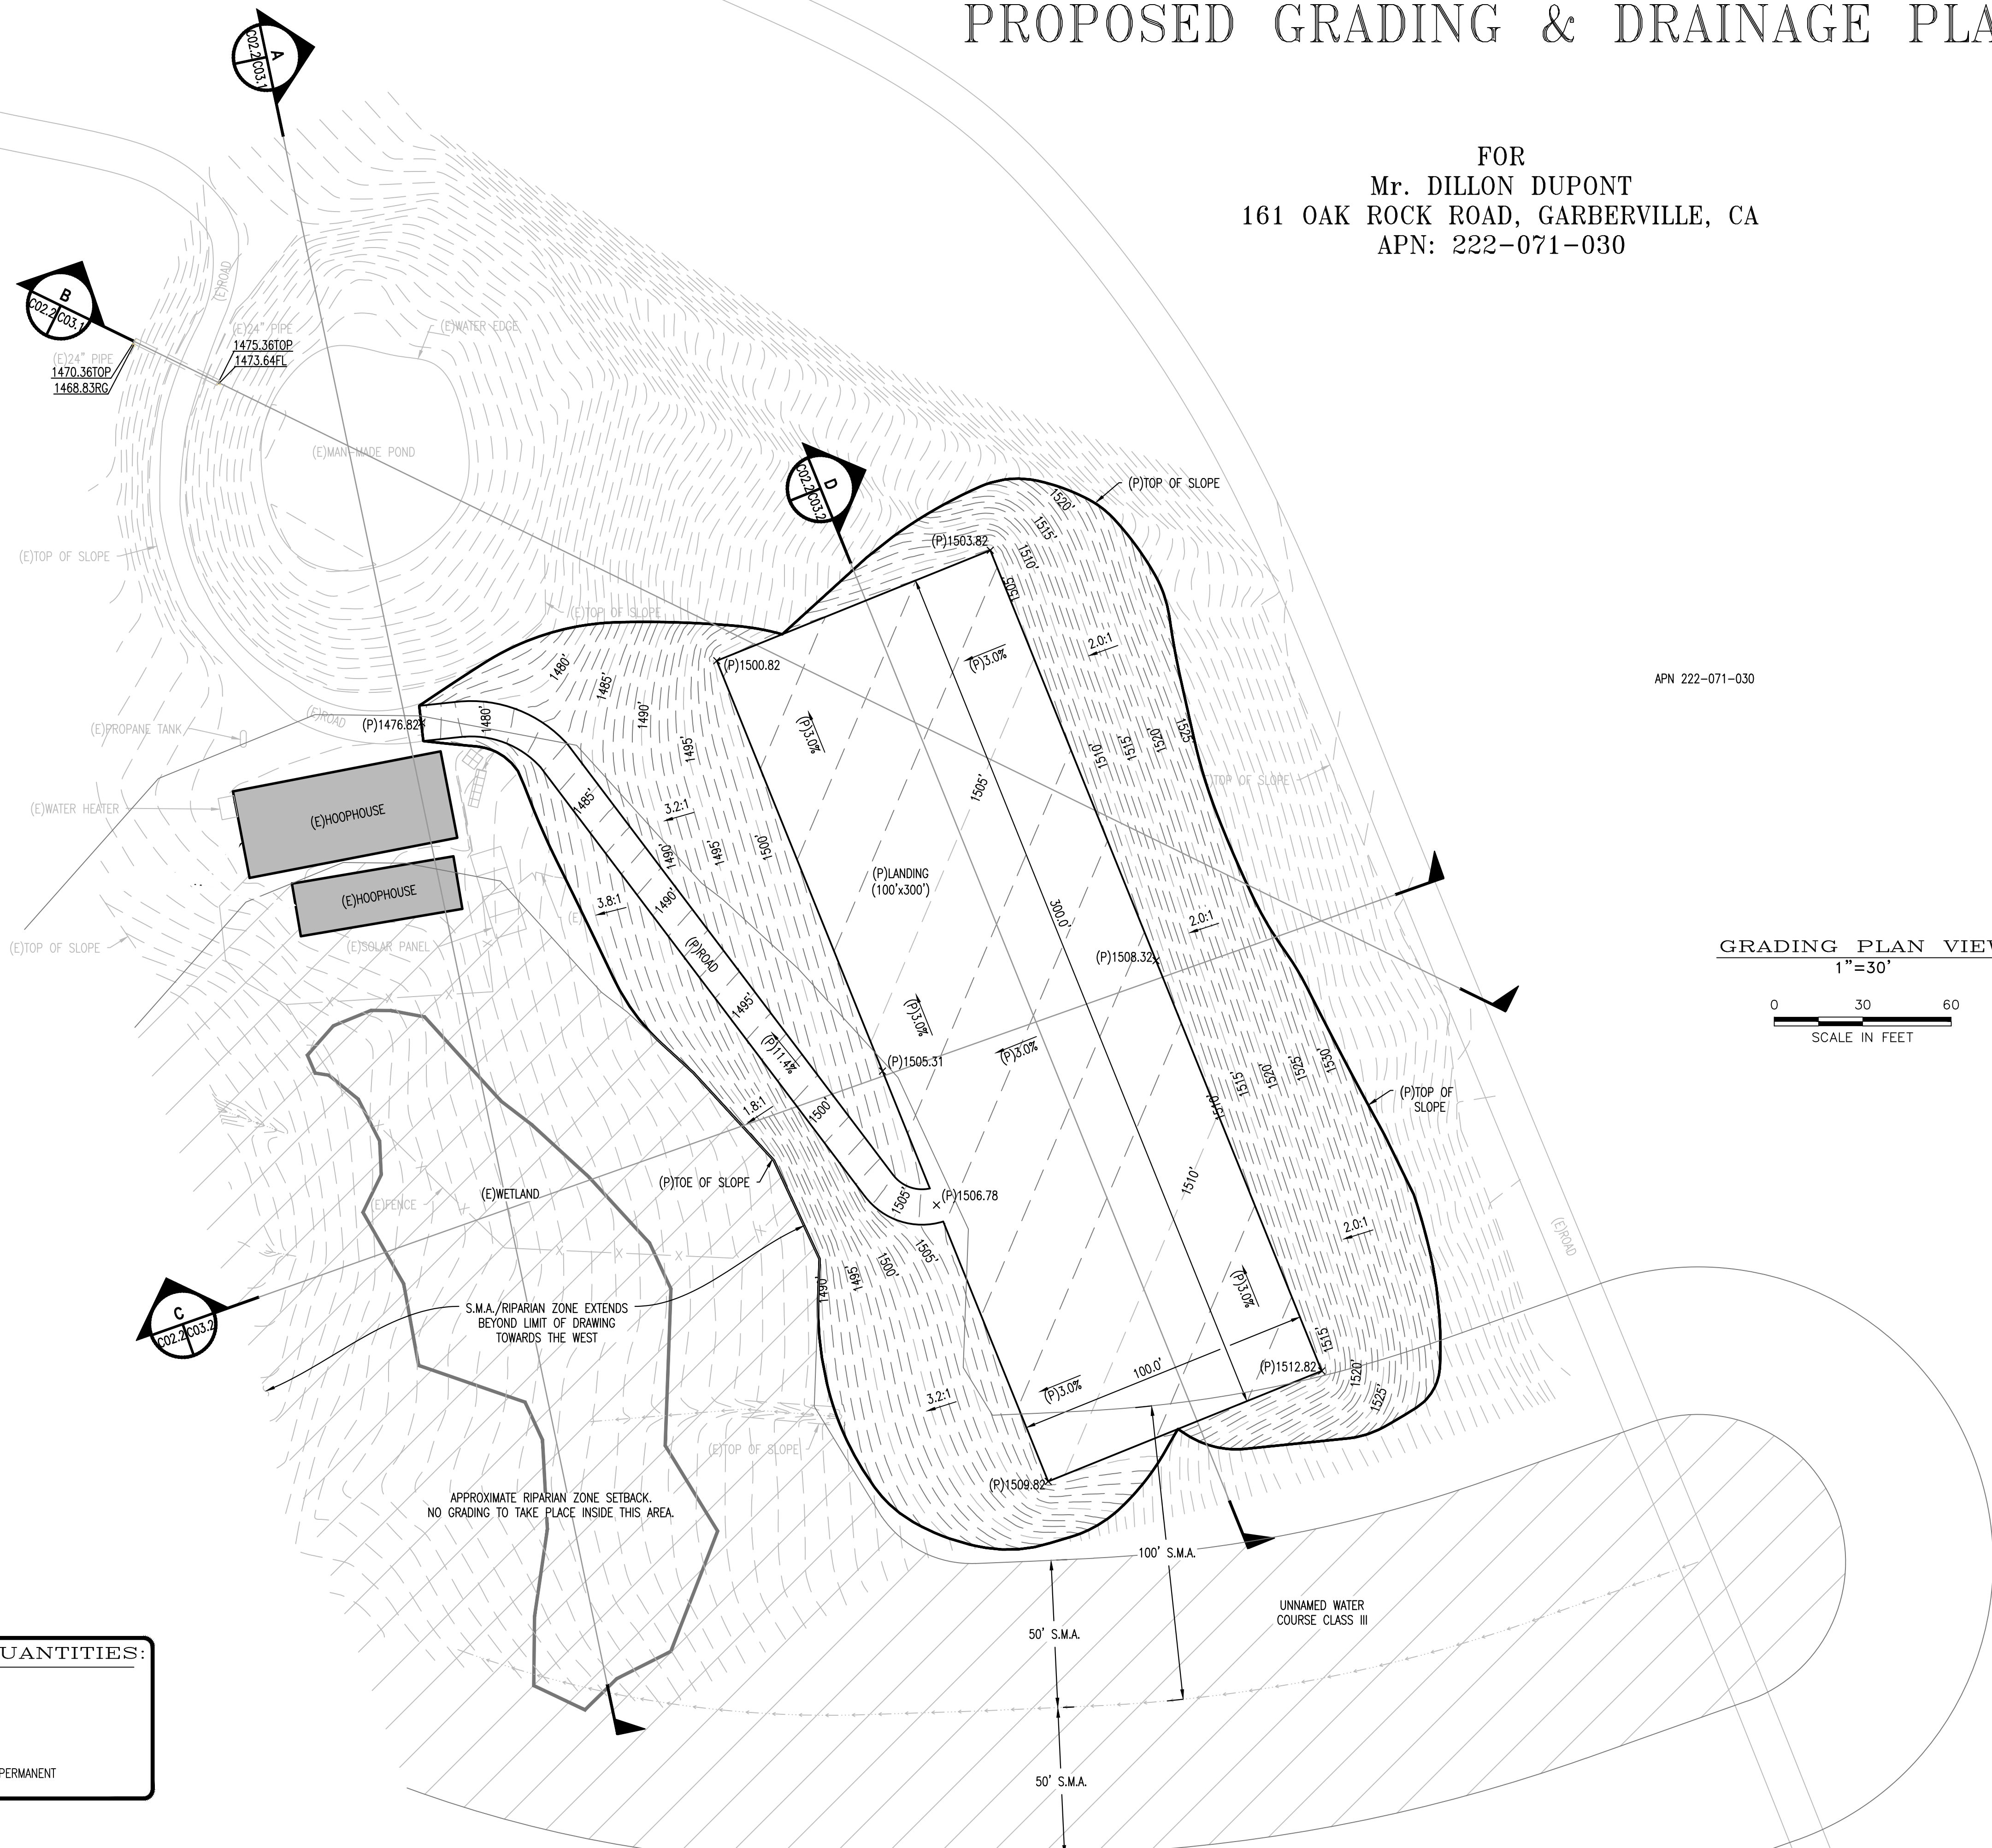 PROPOSED GRADING & DRAINAGE PLA
FOR
Mr. DILLON DUPONT
161 OAK ROCK ROAD, GARBERVILLE, CA
APN: 222-071-030
A
C02.2 C03.1
B
C02.2 C03.1
(E)ROAD
(E)24" PIPE
1475.36TOP
1473.64FL
(E)24" PIPE
1470.36TOP
1468.83RG
(E)WATER EDGE
(E)MAN-MADE POND
D
C02.2 C03.2
(P)TOP OF SLOPE
1520'
1515'
1510'
1505'
(P)1503.82
(E)TOP OF SLOPE
(E)TOP OF SLOPE
2.0:1
(P)3.0%
(P)1500.82
1480'
1485'
1490'
1495'
APN 222-071-030
(E)ROAD
(P)1476.82
1480'
(E)PROPANE TANK
(P)3.0%
1525'
1520'
1515'
1510'
TOP OF SLOPE
1505'
(E)WATER HEATER
(E)HOOPHOUSE
1485'
3.2:1
1490'
1495'
1500'
(P)LANDING
(100'x300')
(E)HOOPHOUSE
3.8:1
1490'
300.0'
2.0:1
(E)TOP OF SLOPE
(E)SOLAR PANEL
(P)ROAD
(P)1508.32
GRADING PLAN VIEW
1"=30'
0 30 60
SCALE IN FEET
1495'
(P)3.0%
(P)11.4%
(P)3.0%
(P)1505.31
1530'
1525'
1520'
1515'
1510'
(P)TOP OF
SLOPE
1.8:1
1500'
(P)TOE OF SLOPE
(E)WETLAND
(E)FENCE
1505'
(P)1506.78
1510'
2.0:1
(E)ROAD
1505'
1500'
1495'
1490'
(P)3.0%
C
C02.2 C03.2
S.M.A./RIPARIAN ZONE EXTENDS
BEYOND LIMIT OF DRAWING
TOWARDS THE WEST
1515'
(P)1512.82
1520'
1525'
100.0'
(P)3.0%
3.2:1
(E)TOP OF SLOPE
(P)1509.82
APPROXIMATE RIPARIAN ZONE SETBACK.
NO GRADING TO TAKE PLACE INSIDE THIS AREA.
100' S.M.A.
UNNAMED WATER
COURSE CLASS III
50' S.M.A.
UANTITIES:
PERMANENT
50' S.M.A.